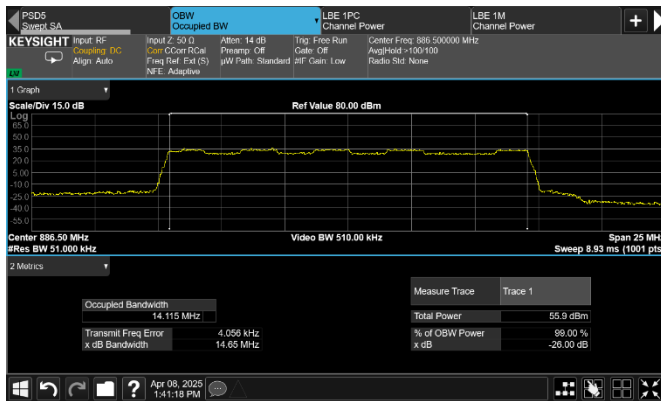 PSD5
Swept SA
OBW
Occupied BW
LBE 1PC
Channel Power
LBE 1M
Channel Power
+
KEYSIGHT
Input: RF
Coupling: DC
Align: Auto
Input Z: 50 Ω
Corr CCorr RCal
Freq Ref: Ext (S)
NFE: Adaptive
Atten: 14 dB
Preamp: Off
µW Path: Standard
Trig: Free Run
Gate: Off
#IF Gain: Low
Center Freq: 886.500000 MHz
Avg|Hold:>100/100
Radio Std: None
1 Graph
Scale/Div 15.0 dB
Ref Value 80.00 dBm
Log
65.0
50.0
35.0
20.0
5.00
-10.0
-25.0
-40.0
-55.0
Center 886.50 MHz
Video BW 510.00 kHz
Span 25 MH
#Res BW 51.000 kHz
Sweep 8.93 ms (1001 pts
2 Metrics
Measure Trace
Trace 1
Occupied Bandwidth
14.115 MHz
Total Power
55.9 dBm
Transmit Freq Error
4.056 kHz
% of OBW Power
99.00 %
x dB Bandwidth
14.65 MHz
x dB
-26.00 dB
?
Apr 08, 2025
1:41:18 PM